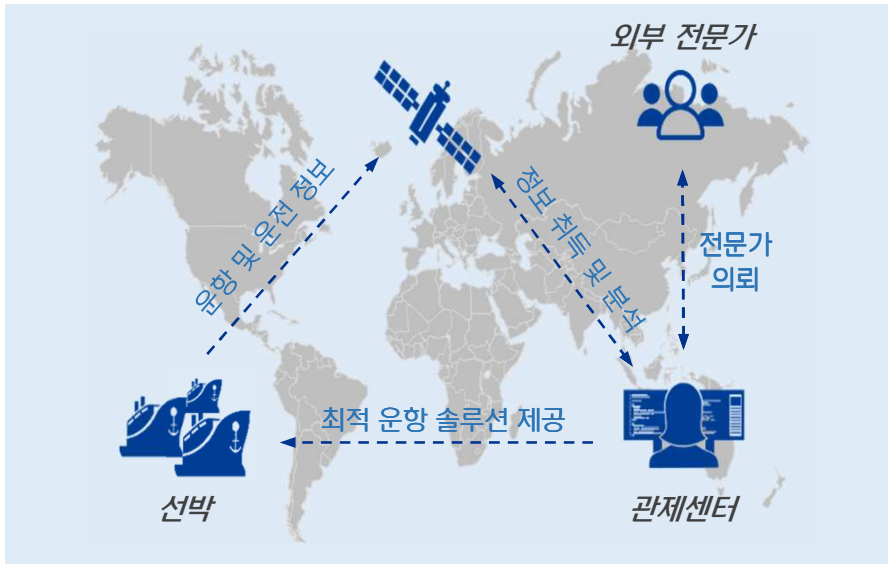 외부 전문가
운항 및 운전 정보
정보 취득 및 분석
전문가
의뢰
최적 운항 솔루션 제공
선박
관제센터